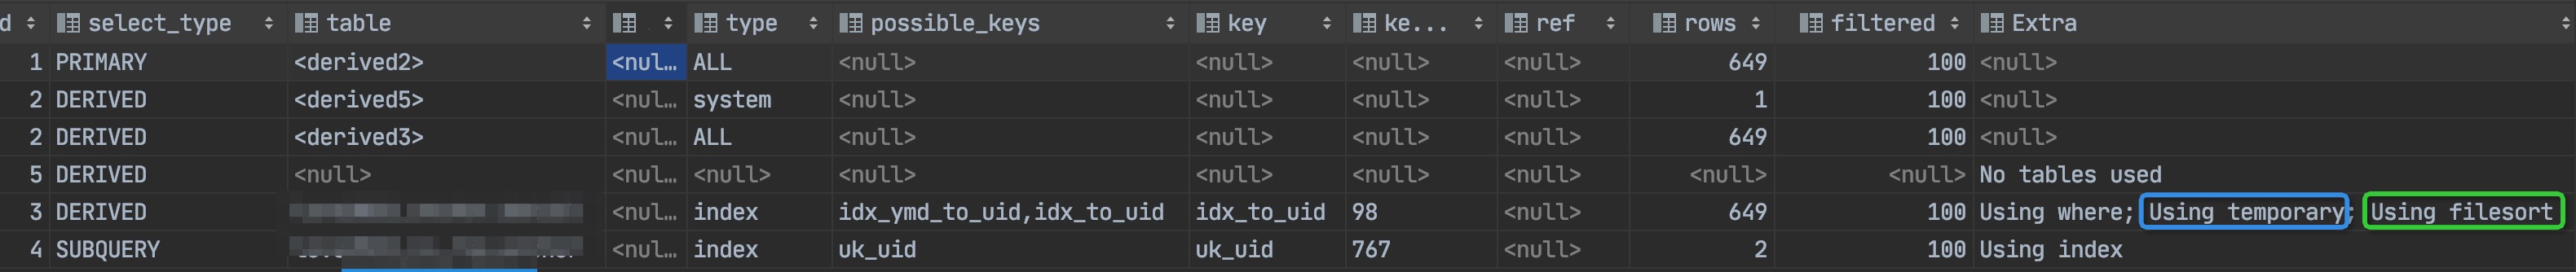 d select_type table type possible_keys key ke... ref rows filtered Extra
1 PRIMARY <derived2> <nul... ALL <null> <null> <null> <null> 649 100 <null>
2 DERIVED <derived5> <nul... system <null> <null> <null> <null> 1 100 <null>
2 DERIVED <derived3> <nul... ALL <null> <null> <null> <null> 649 100 <null>
5 DERIVED <null> <nul... <null> <null> <null> <null> <null> <null> <null> No tables used
3 DERIVED <nul... index idx_ymd_to_uid,idx_to_uid idx_to_uid 98 <null> 649 100 Using where; Using temporary; Using filesort
4 SUBQUERY <nul... index uk_uid uk_uid 767 <null> 2 100 Using index